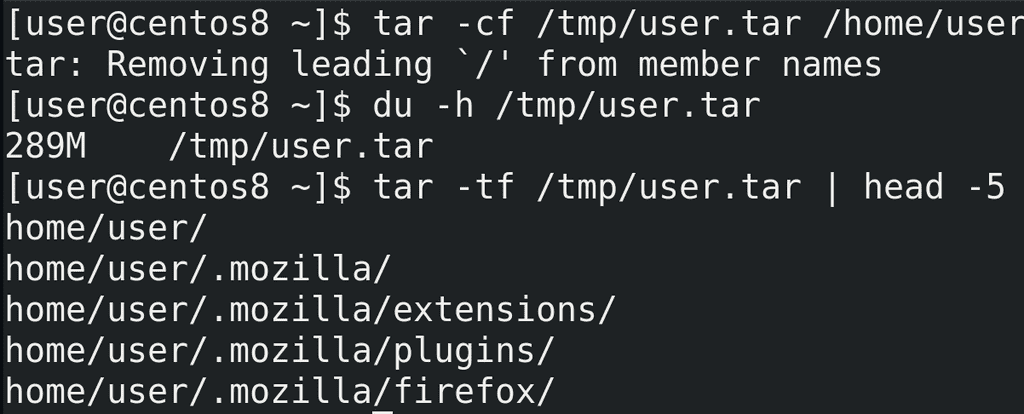 [user@centos8 ~]$ tar -cf /tmp/user.tar /home/user
tar: Removing leading `/' from member names
[user@centos8 ~]$ du -h /tmp/user.tar
289M    /tmp/user.tar
[user@centos8 ~]$ tar -tf /tmp/user.tar | head -5
home/user/
home/user/.mozilla/
home/user/.mozilla/extensions/
home/user/.mozilla/plugins/
home/user/.mozilla/firefox/